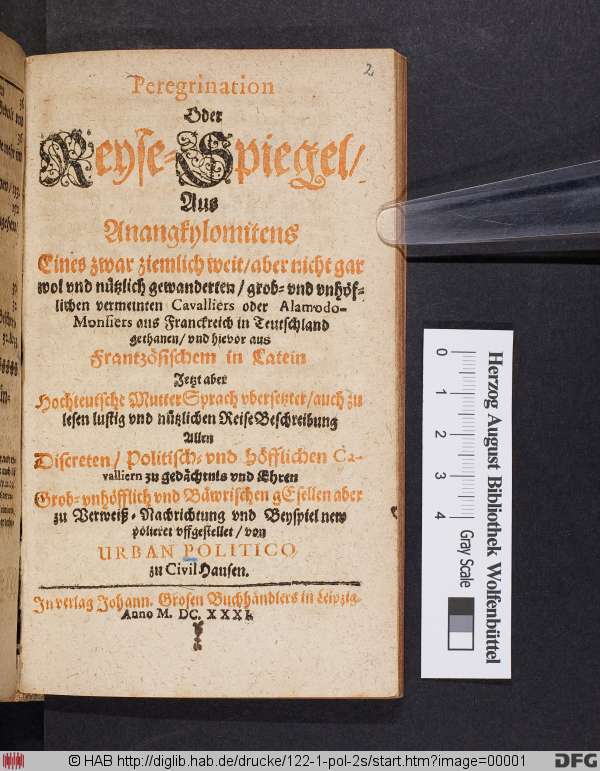 2
Peregrination
Oder
Reyse-Spiegel/
Aus
Anangkylomitens
Eines zwar ziemlich weit/aber nicht gar
wol vnd nützlich gewanderten/grob-vnd vnhöf-
lichen vermeinten Cavalliers oder Alamodo-
Monsiers aus Franckreich in Teutschland
gethanen/vnd hievor aus
Frantzösischem in Latein
Jetzt aber
Hochteutsche MutterSprach vbersetzter/auch zu
lesen lustig vnd nützlichen ReiseBeschreibung
Allen
Discreten/Politisch-vnd höfflichen Ca-
valliern zu gedächtnis vnd Ehren
Grob-vnhöfflich vnd Bäwrischen gEsellen aber
zu Verweiß-Nachrichtung vnd Beyspiel new
polieret vffgestellet/von
URBAN POLITICO
zu Civil Hausen.
In verlag Johann. Grosen Buchhändlers in Leipzig.
Anno M. DC. XXXI.
0
1
2
3
4
Herzog August Bibliothek Wolfenbüttel
Gray Scale
© HAB http://diglib.hab.de/drucke/122-1-pol-2s/start.htm?image=00001
DFG